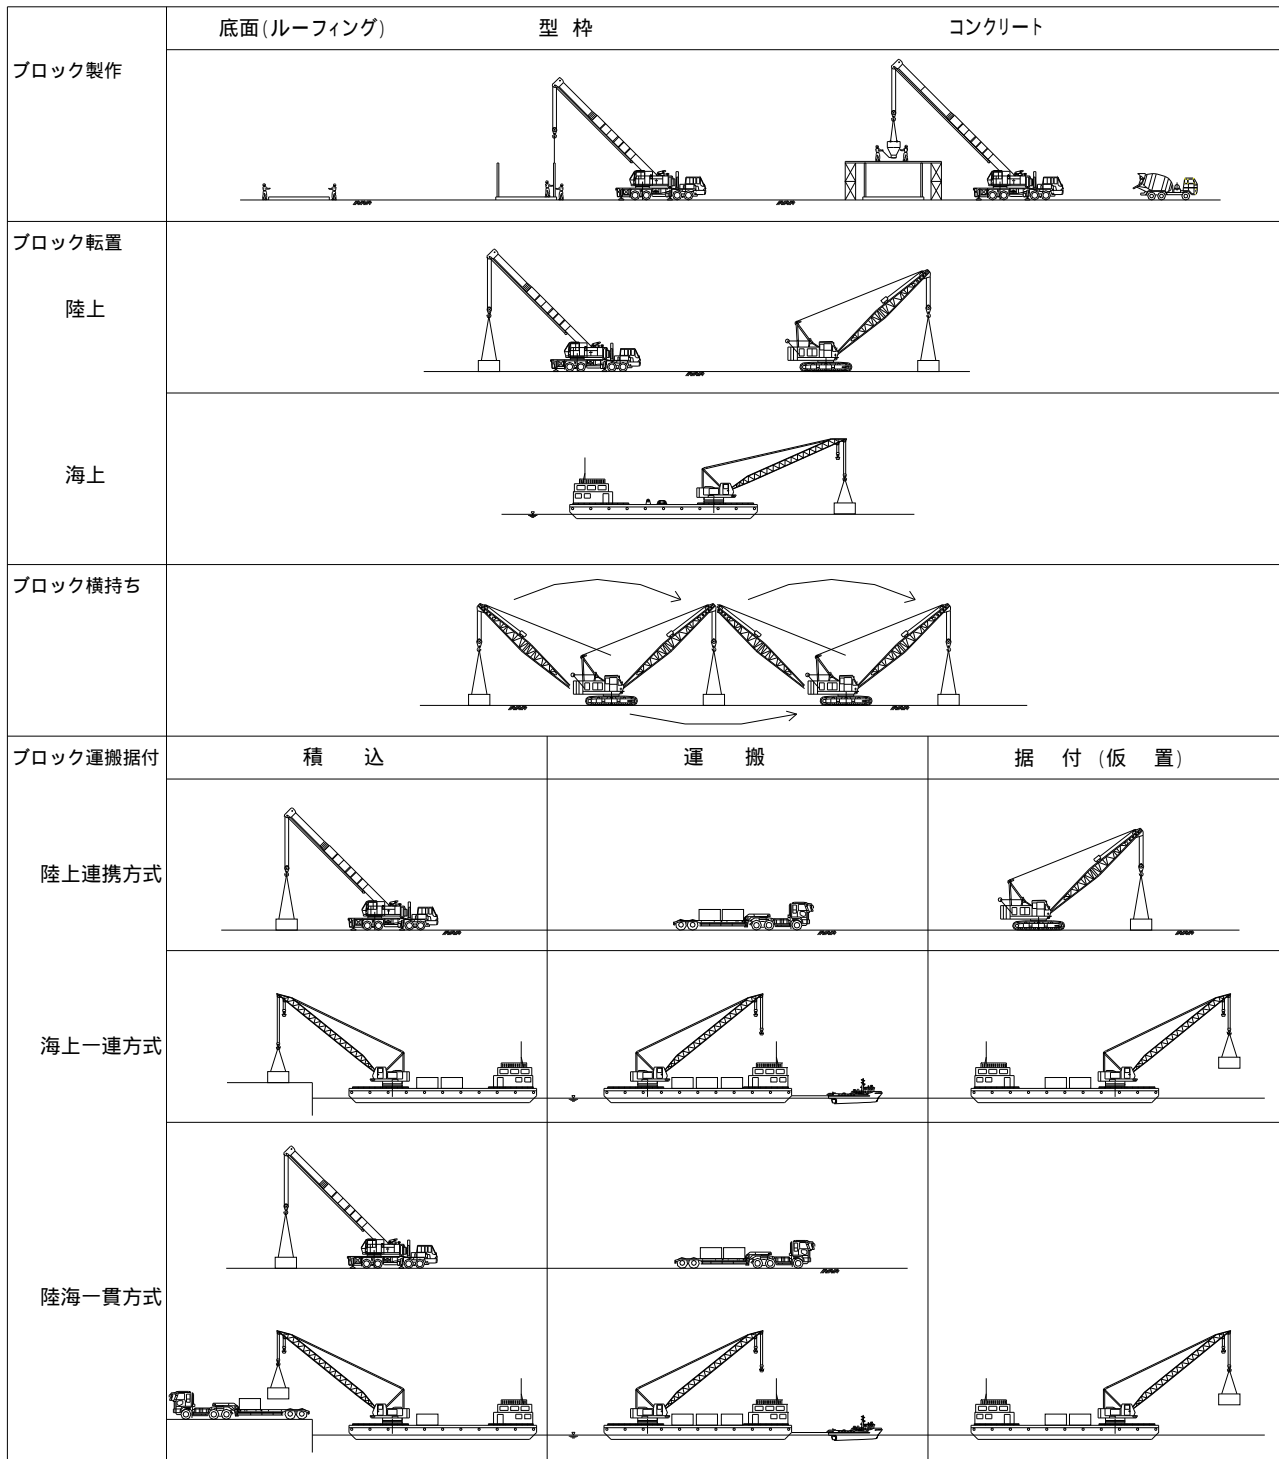 底面(ルーフィング) 型 枠 コンクリート
ブロック製作
ブロック転置
陸上
海上
ブロック横持ち
ブロック運搬据付 積 込 運 搬 据 付 (仮 置)
陸上連携方式
海上一連方式
陸海一貫方式